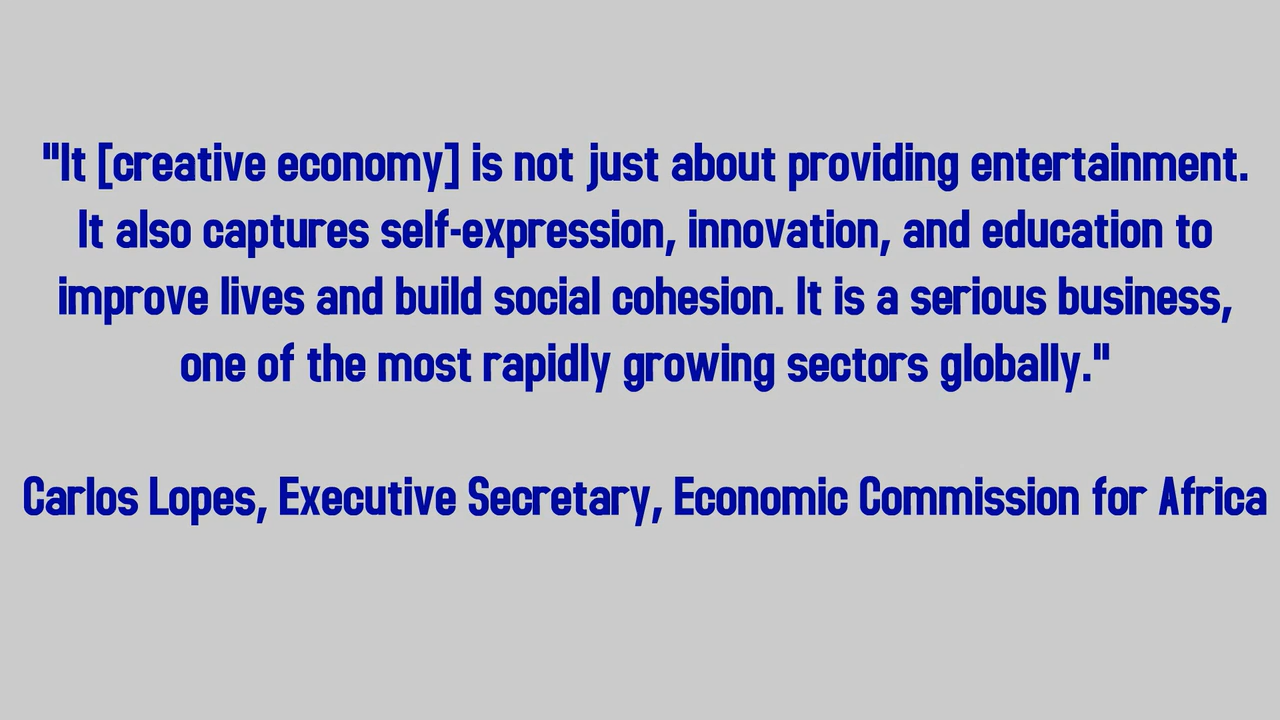 "It [creative economy] is not just about providing entertainment.
It also captures self-expression, innovation, and education to
improve lives and build social cohesion. It is a serious business,
one of the most rapidly growing sectors globally."
Carlos Lopes, Executive Secretary, Economic Commission for Africa